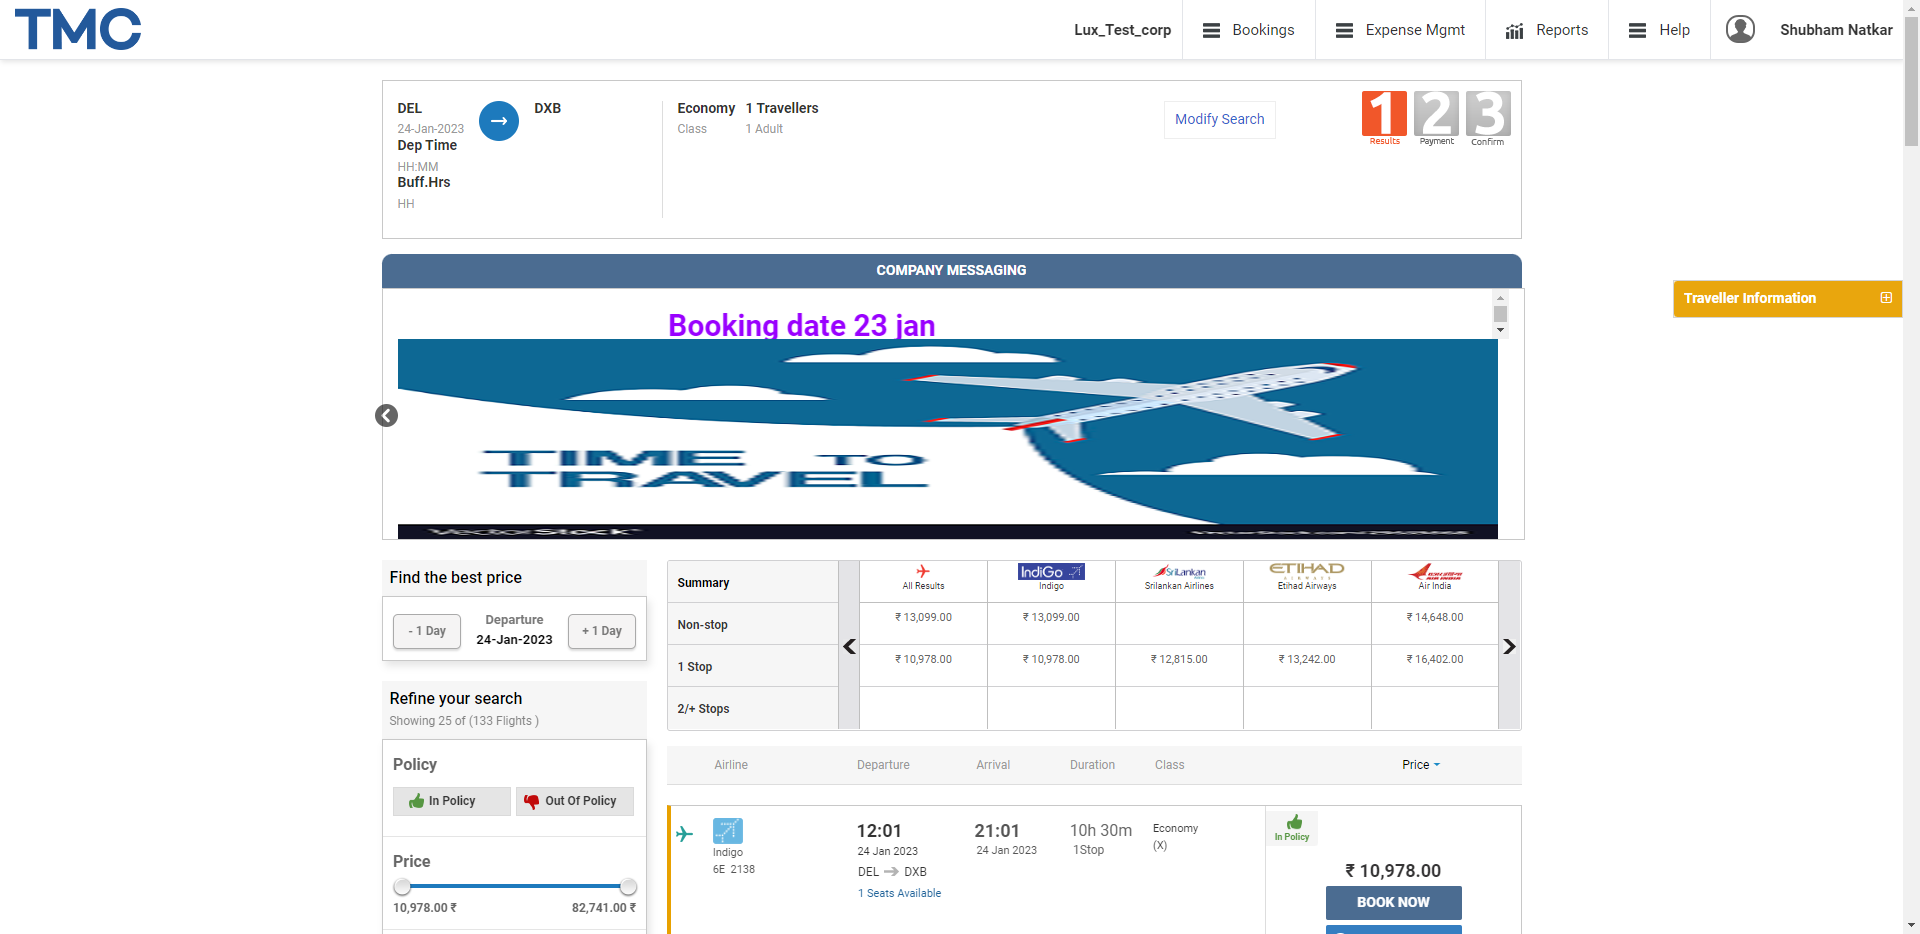 TMC
Lux_Test_corp
Bookings
Expense Mgmt
Reports
Help
Shubham Natkar
DEL
DXB
24-Jan-2023
Dep Time
HH:MM
Buff.Hrs
HH
Economy 1 Travellers
Class 1 Adult
Modify Search
1 2 3
Results Payment Confirm
COMPANY MESSAGING
Traveller Information
Booking date 23 jan
TIME TO
TRAVEL
VectorStock
Find the best price
- 1 Day
Departure
24-Jan-2023
+ 1 Day
Refine your search
Showing 25 of (133 Flights )
Policy
In Policy
Out Of Policy
Price
10,978.00 ₹ 82,741.00 ₹
Summary
All Results
IndiGo
Indigo
SriLankan
Srilankan Airlines
ETIHAD
AIRWAYS
Etihad Airways
AIR INDIA
Air India
Non-stop ₹ 13,099.00 ₹ 13,099.00 ₹ 14,648.00
1 Stop ₹ 10,978.00 ₹ 10,978.00 ₹ 12,815.00 ₹ 13,242.00 ₹ 16,402.00
2/+ Stops
Airline Departure Arrival Duration Class Price
Indigo
6E 2138
12:01
24 Jan 2023
DEL DXB
1 Seats Available
21:01
24 Jan 2023
10h 30m
1Stop
Economy
(X)
In Policy
₹ 10,978.00
BOOK NOW